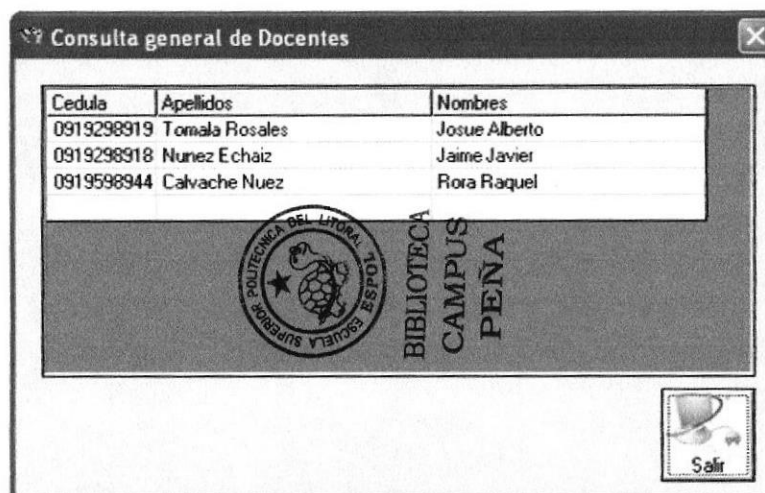 Consulta general de Docentes
Cedula Apellidos Nombres
0919298919 Tomala Rosales Josue Alberto
0919298918 Nunez Echaiz Jaime Javier
0919598944 Calvache Nuez Rora Raquel
ESCUELA SUPERIOR POLITECNICA DEL LITORAL
ESPOL
BIBLIOTECA
CAMPUS
PEÑA
Salir